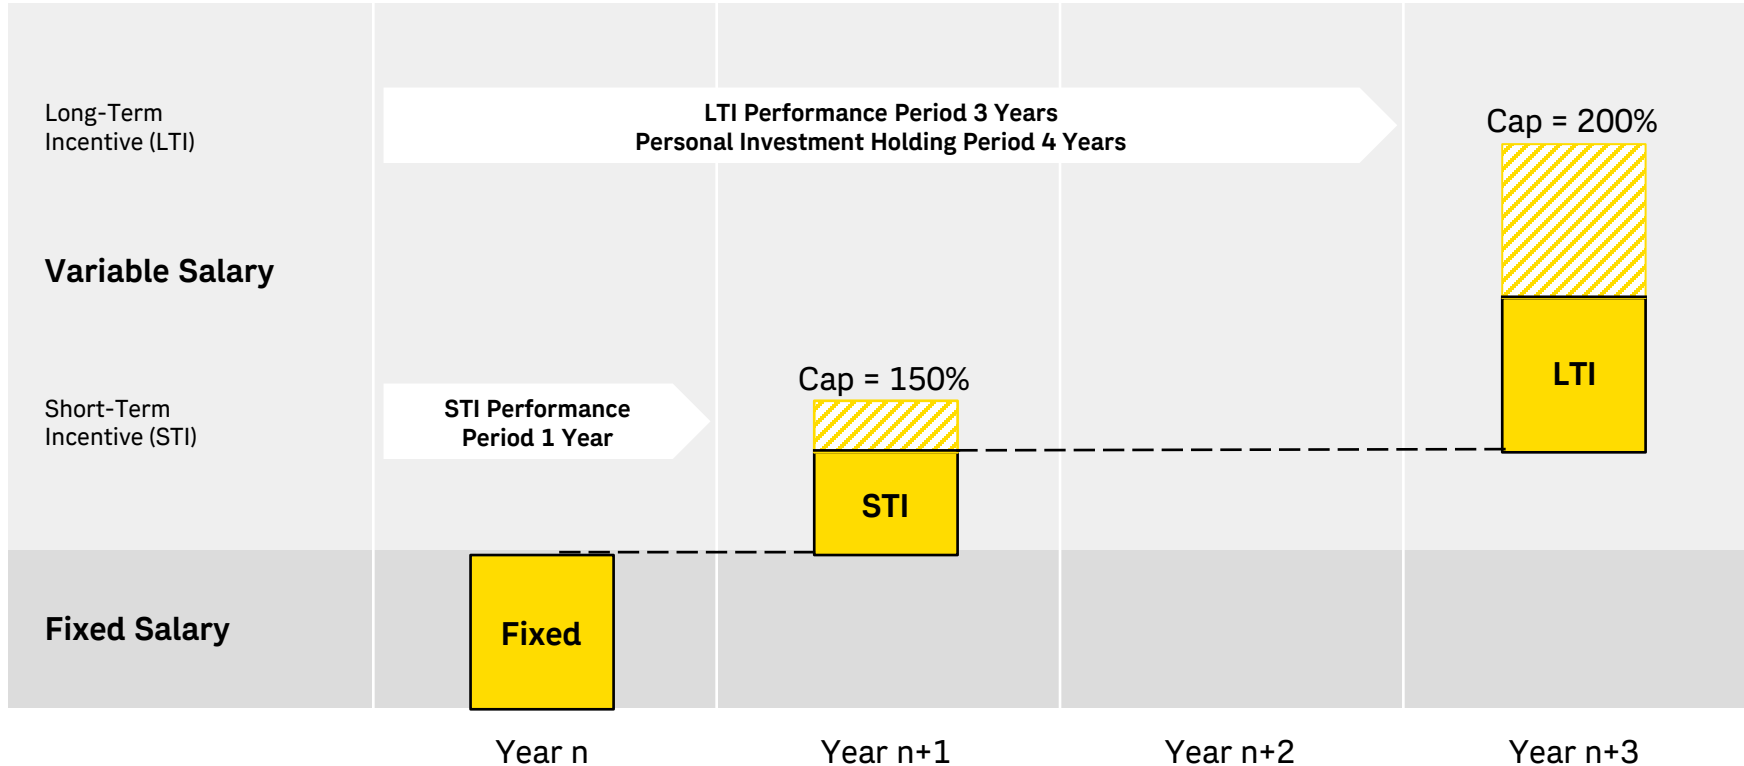 Long-Term
Incentive (LTI)
LTI Performance Period 3 Years
Personal Investment Holding Period 4 Years
Cap = 200%
Variable Salary
LTI
Cap = 150%
Short-Term
Incentive (STI)
STI Performance
Period 1 Year
STI
Fixed Salary
Fixed
Year n
Year n+1
Year n+2
Year n+3